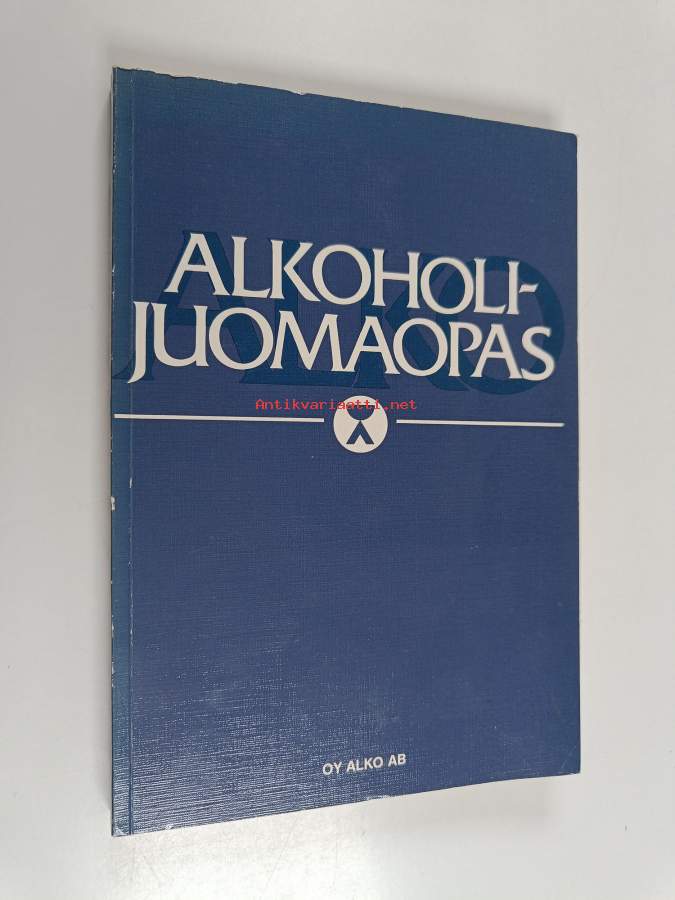 ALKO
ALKOHOLI-
JUOMAOPAS
Antikvariaatti.net
OY ALKO AB